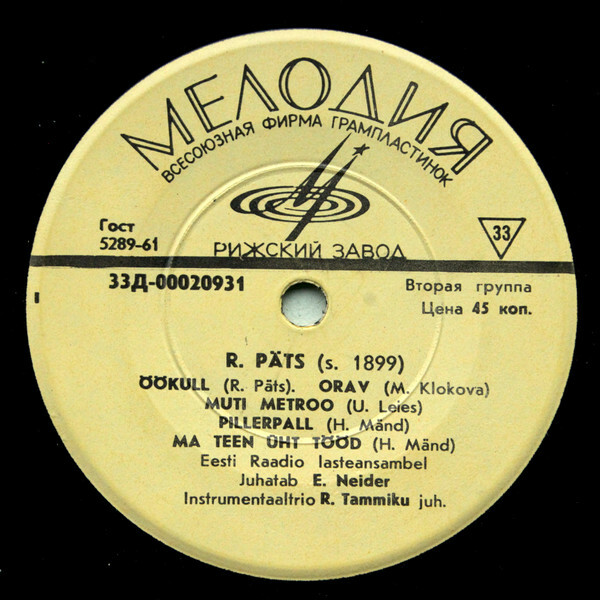 МЕЛОДИЯ
ВСЕСОЮЗНАЯ ФИРМА ГРАМПЛАСТИНОК
Гост
5289-61
33
РИЖСКИЙ ЗАВОД
33Д-00020931
Вторая группа
Цена 45 коп.
I
R. PÄTS (s. 1899)
ÖÖKULL (R. Päts). ORAV (M. Klokova)
MUTI METROO (U. Leies)
PILLERPALL (H. Mänd)
MA TEEN ÜHT TÖÖD (H. Mänd)
Eesti Raadio lasteansambel
Juhatab E. Neider
Instrumentaaltrio R. Tammiku juh.